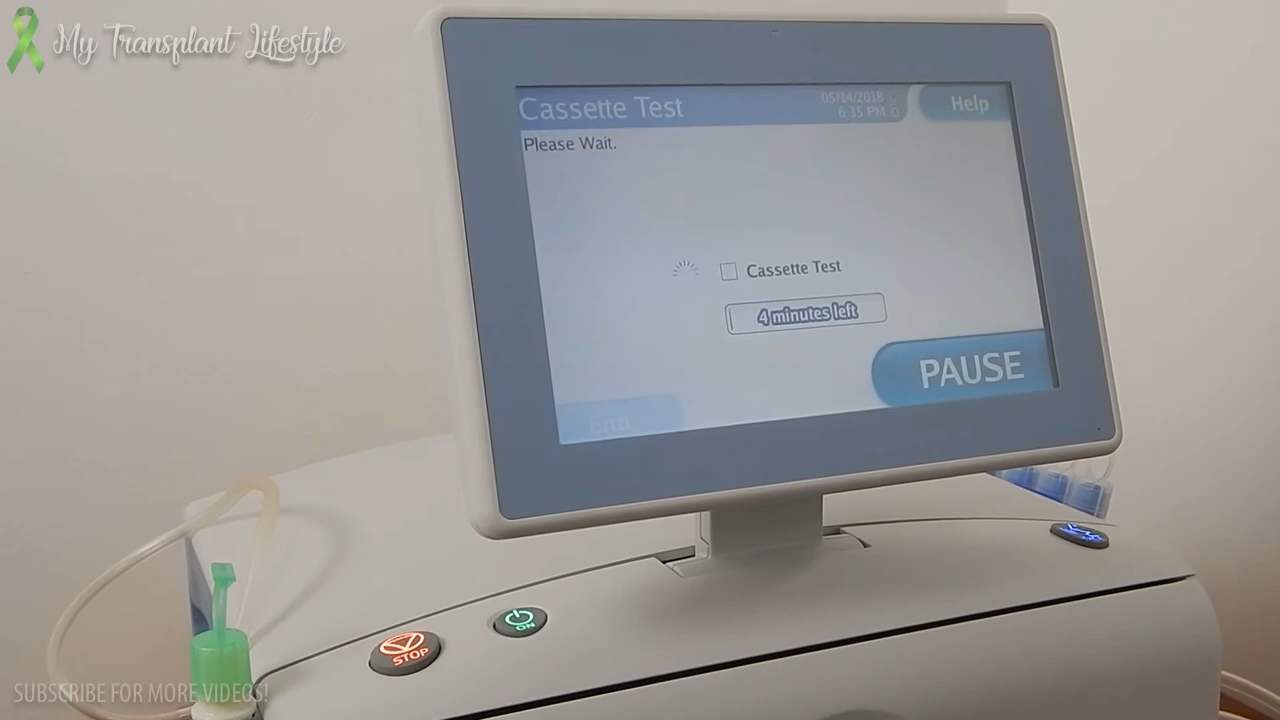 My Transplant Lifestyle
Cassette Test
05/14/2018
6:35 PM
Help
Please Wait.
Cassette Test
4 minutes left
PAUSE
End
STOP
ON
SUBSCRIBE FOR MORE VIDEOS!